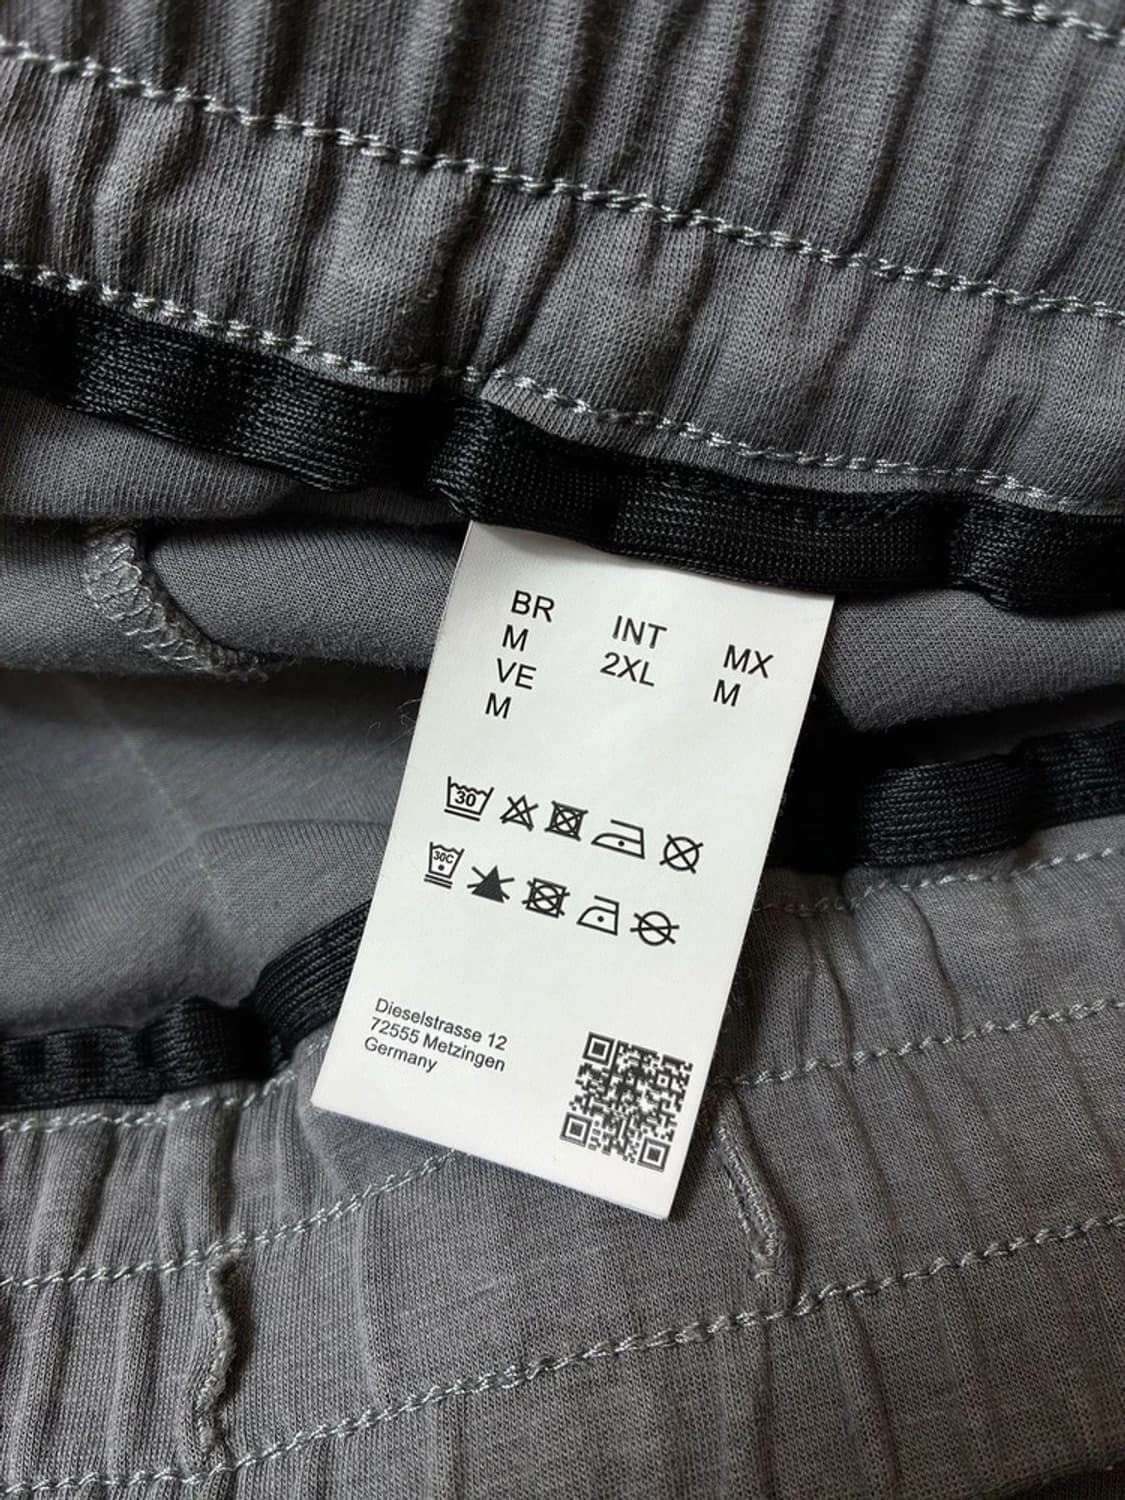 BR INT MX
M 2XL M
VE
M
30
30C
Dieselstrasse 12
72555 Metzingen
Germany